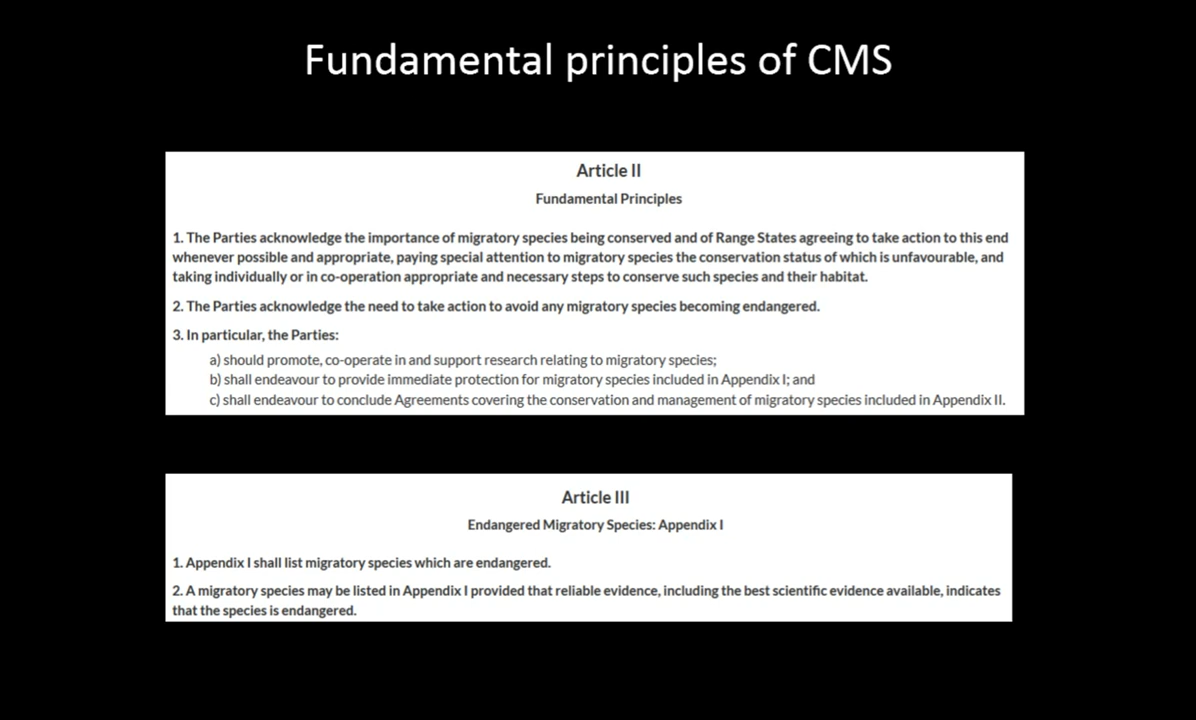 Fundamental principles of CMS
Article II
Fundamental Principles
1. The Parties acknowledge the importance of migratory species being conserved and of Range States agreeing to take action to this end
whenever possible and appropriate, paying special attention to migratory species the conservation status of which is unfavourable, and
taking individually or in co-operation appropriate and necessary steps to conserve such species and their habitat.
2. The Parties acknowledge the need to take action to avoid any migratory species becoming endangered.
3. In particular, the Parties:
a) should promote, co-operate in and support research relating to migratory species;
b) shall endeavour to provide immediate protection for migratory species included in Appendix I; and
c) shall endeavour to conclude Agreements covering the conservation and management of migratory species included in Appendix II.
Article III
Endangered Migratory Species: Appendix I
1. Appendix I shall list migratory species which are endangered.
2. A migratory species may be listed in Appendix I provided that reliable evidence, including the best scientific evidence available, indicates
that the species is endangered.